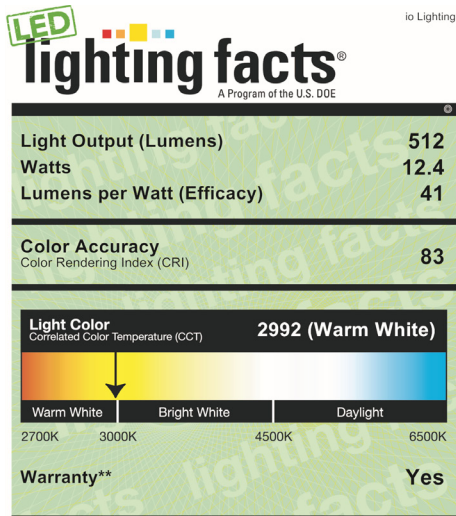 io Lighting
LED
lighting facts®
A Program of the U.S. DOE
Light Output (Lumens) 512
Watts 12.4
Lumens per Watt (Efficacy) 41
Color Accuracy 83
Color Rendering Index (CRI)
Light Color 2992 (Warm White)
Correlated Color Temperature (CCT)
Warm White Bright White Daylight
2700K 3000K 4500K 6500K
Warranty** Yes